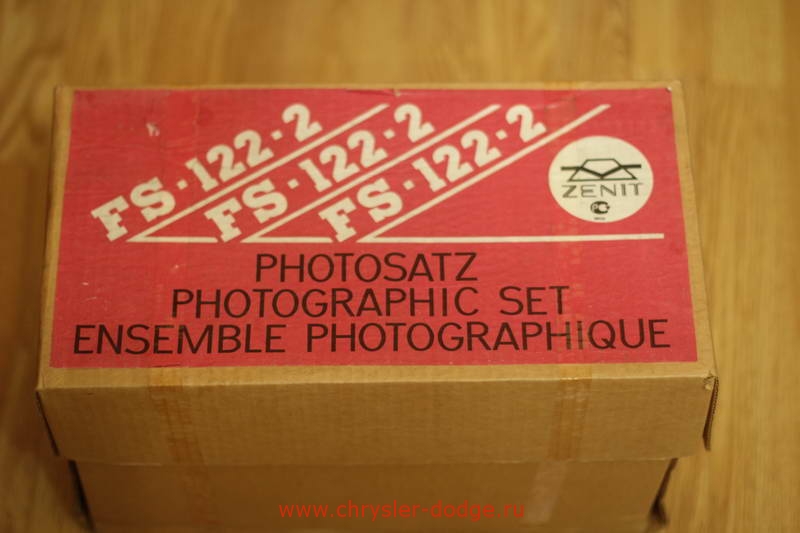 FS-122-2
FS-122-2
FS-122-2
ZENIT
PHOTOSATZ
PHOTOGRAPHIC SET
ENSEMBLE PHOTOGRAPHIQUE
www.chrysler-dodge.ru